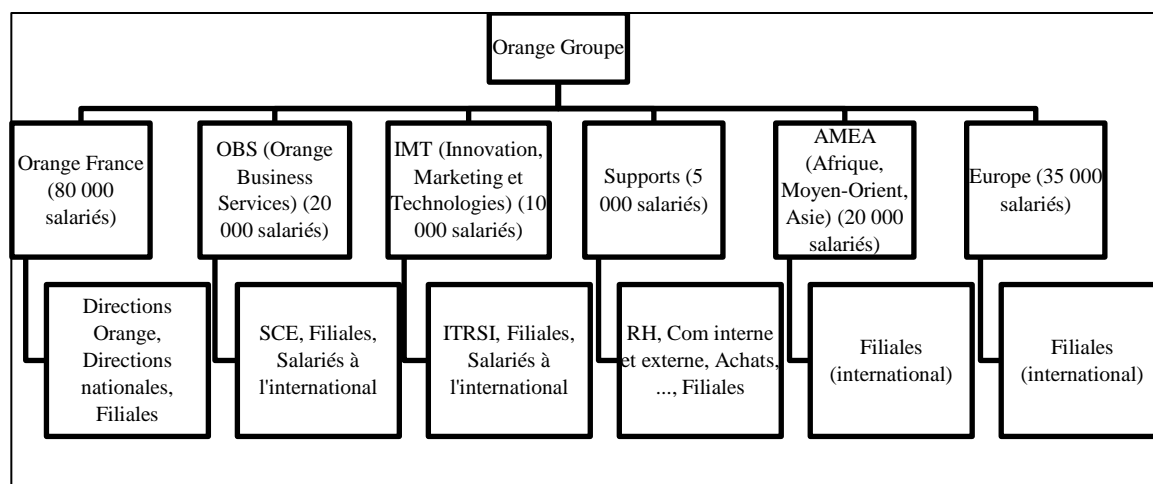 Orange Groupe
Orange France
(80 000
salariés)
OBS (Orange
Business
Services) (20
000 salariés)
IMT (Innovation,
Marketing et
Technologies) (10
000 salariés)
Supports (5
000 salariés)
AMEA
(Afrique,
Moyen-Orient,
Asie) (20 000
salariés)
Europe (35 000
salariés)
Directions
Orange,
Directions
nationales,
Filiales
SCE, Filiales,
Salariés à
l'international
ITRSI, Filiales,
Salariés à
l'international
RH, Com interne
et externe, Achats,
..., Filiales
Filiales
(international)
Filiales
(international)